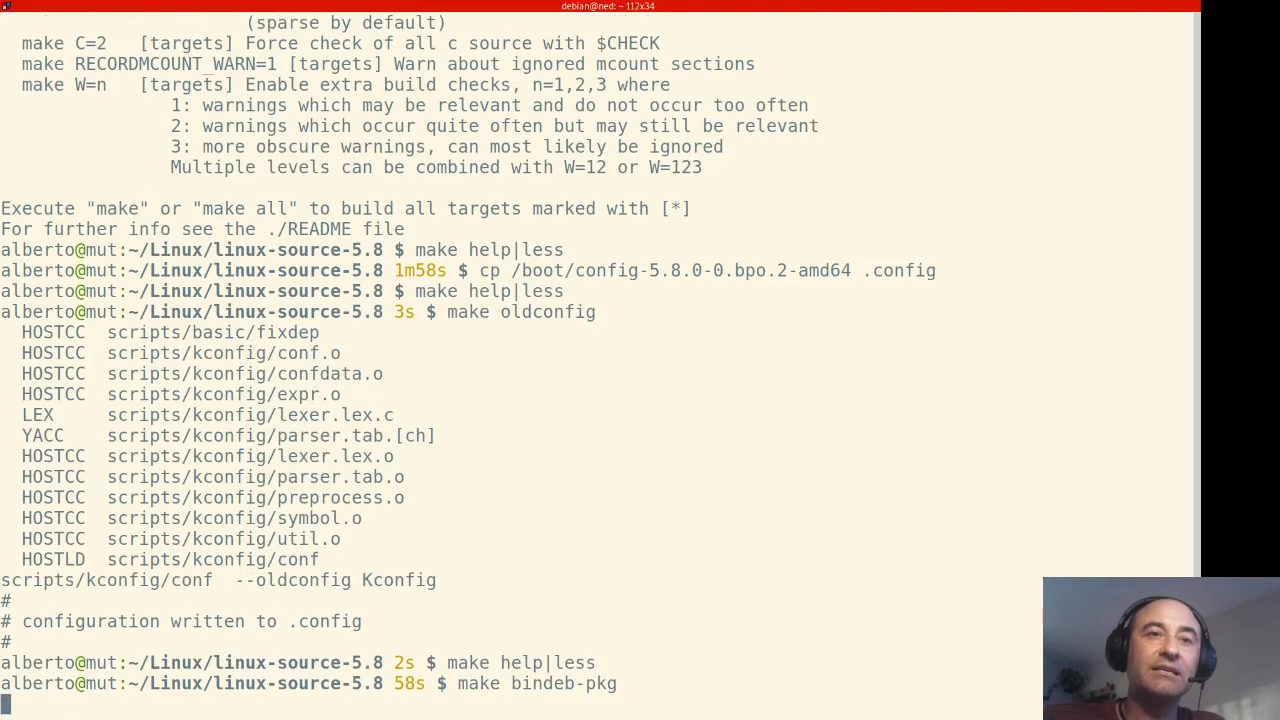 debian@ned: ~ 112x34
(sparse by default)
make C=2   [targets] Force check of all c source with $CHECK
make RECORDMCOUNT_WARN=1 [targets] Warn about ignored mcount sections
make W=n   [targets] Enable extra build checks, n=1,2,3 where
1: warnings which may be relevant and do not occur too often
2: warnings which occur quite often but may still be relevant
3: more obscure warnings, can most likely be ignored
Multiple levels can be combined with W=12 or W=123
Execute "make" or "make all" to build all targets marked with [*]
For further info see the ./README file
alberto@mut:~/Linux/linux-source-5.8 $ make help|less
alberto@mut:~/Linux/linux-source-5.8 1m58s $ cp /boot/config-5.8.0-0.bpo.2-amd64 .config
alberto@mut:~/Linux/linux-source-5.8 $ make help|less
alberto@mut:~/Linux/linux-source-5.8 3s $ make oldconfig
HOSTCC  scripts/basic/fixdep
HOSTCC  scripts/kconfig/conf.o
HOSTCC  scripts/kconfig/confdata.o
HOSTCC  scripts/kconfig/expr.o
LEX     scripts/kconfig/lexer.lex.c
YACC    scripts/kconfig/parser.tab.[ch]
HOSTCC  scripts/kconfig/lexer.lex.o
HOSTCC  scripts/kconfig/parser.tab.o
HOSTCC  scripts/kconfig/preprocess.o
HOSTCC  scripts/kconfig/symbol.o
HOSTCC  scripts/kconfig/util.o
HOSTLD  scripts/kconfig/conf
scripts/kconfig/conf  --oldconfig Kconfig
#
# configuration written to .config
#
alberto@mut:~/Linux/linux-source-5.8 2s $ make help|less
alberto@mut:~/Linux/linux-source-5.8 58s $ make bindeb-pkg